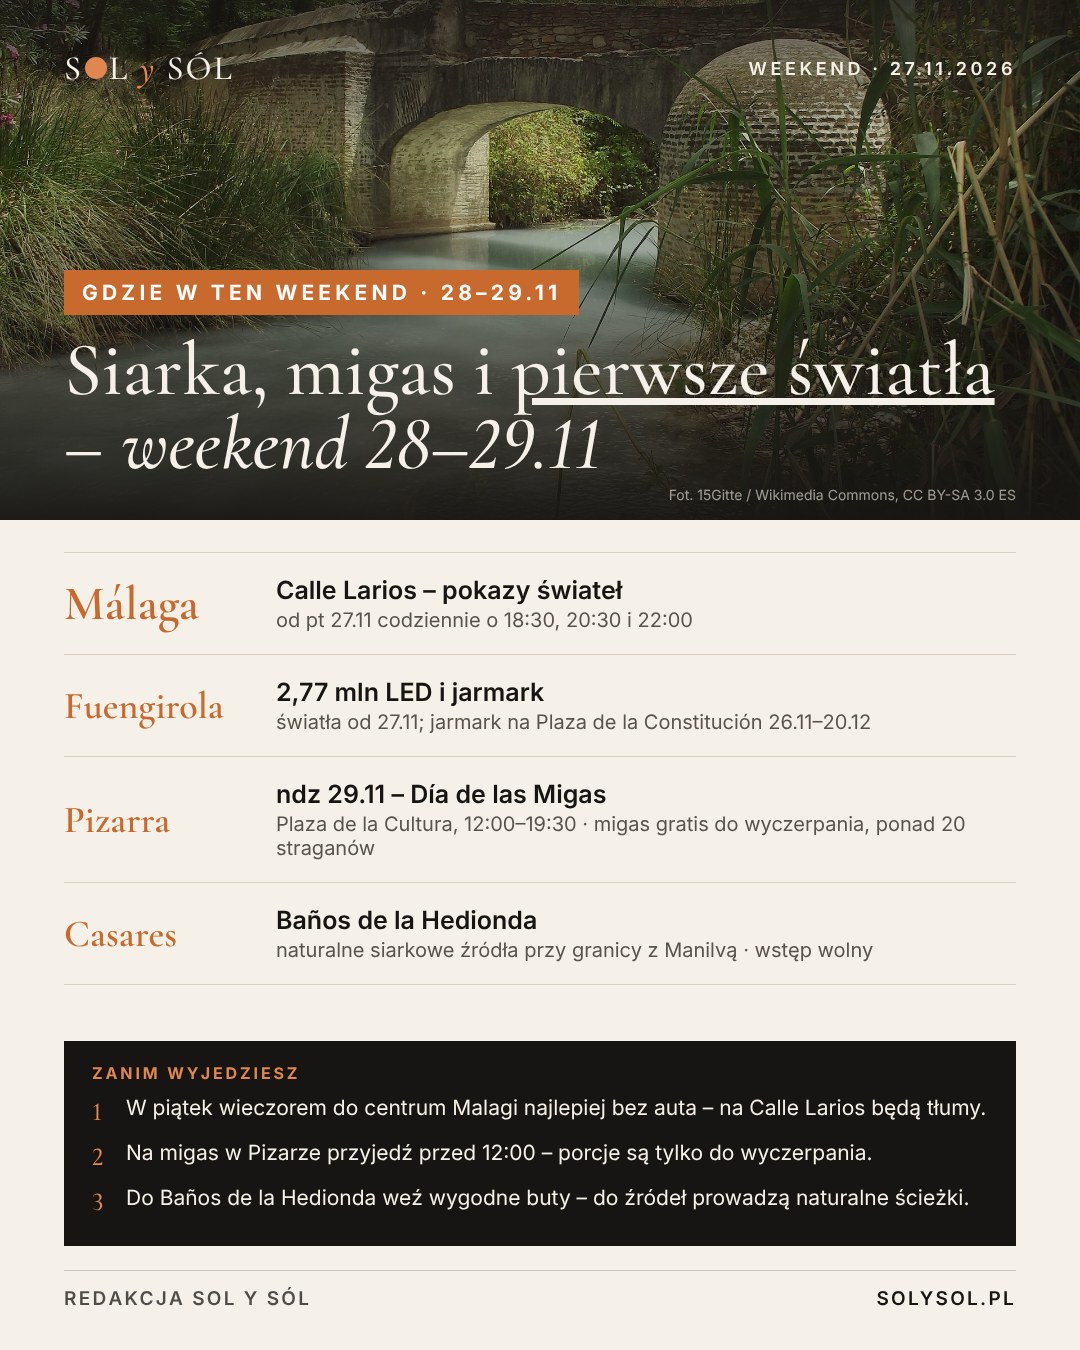 SOL y SÓL
WEEKEND · 27.11.2026
GDZIE W TEN WEEKEND · 28–29.11
Siarka, migas i pierwsze światła
– weekend 28–29.11
Fot. 15Gitte / Wikimedia Commons, CC BY-SA 3.0 ES
Málaga
Calle Larios – pokazy świateł
od pt 27.11 codziennie o 18:30, 20:30 i 22:00
Fuengirola
2,77 mln LED i jarmark
światła od 27.11; jarmark na Plaza de la Constitución 26.11–20.12
Pizarra
ndz 29.11 – Día de las Migas
Plaza de la Cultura, 12:00–19:30 · migas gratis do wyczerpania, ponad 20
straganów
Casares
Baños de la Hedionda
naturalne siarkowe źródła przy granicy z Manilvą · wstęp wolny
ZANIM WYJEDZIESZ
1 W piątek wieczorem do centrum Malagi najlepiej bez auta – na Calle Larios będą tłumy.
2 Na migas w Pizarze przyjedź przed 12:00 – porcje są tylko do wyczerpania.
3 Do Baños de la Hedionda weź wygodne buty – do źródeł prowadzą naturalne ścieżki.
REDAKCJA SOL Y SÓL
SOLYSOL.PL